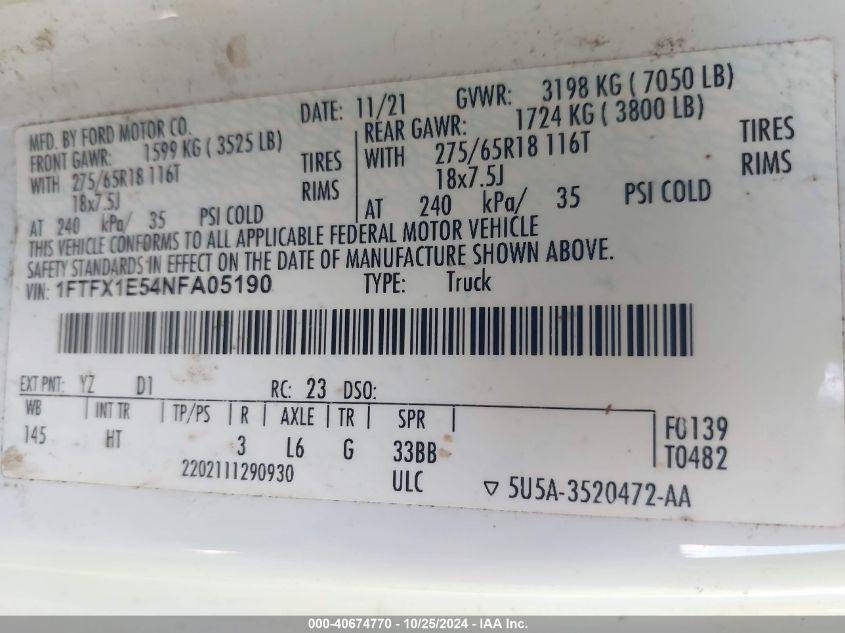 MFD. BY FORD MOTOR CO.
DATE: 11/21 GVWR: 3198 KG ( 7050 LB)
FRONT GAWR: 1599 KG ( 3525 LB)
WITH 275/65R18 116T TIRES
18x7.5J RIMS
AT 240 kPa/ 35 PSI COLD
REAR GAWR: 1724 KG ( 3800 LB)
WITH 275/65R18 116T TIRES
18x7.5J RIMS
AT 240 kPa/ 35 PSI COLD
THIS VEHICLE CONFORMS TO ALL APPLICABLE FEDERAL MOTOR VEHICLE
SAFETY STANDARDS IN EFFECT ON THE DATE OF MANUFACTURE SHOWN ABOVE.
VIN: 1FTFX1E54NFA05190 TYPE: Truck
EXT PNT: YZ D1 RC: 23 DSO:
WB INT TR TP/PS R AXLE TR SPR
145 HT 3 L6 G 33BB
F0139
T0482
2202111290930 ULC
5U5A-3520472-AA
000-40674770 - 10/25/2024 - IAA Inc.